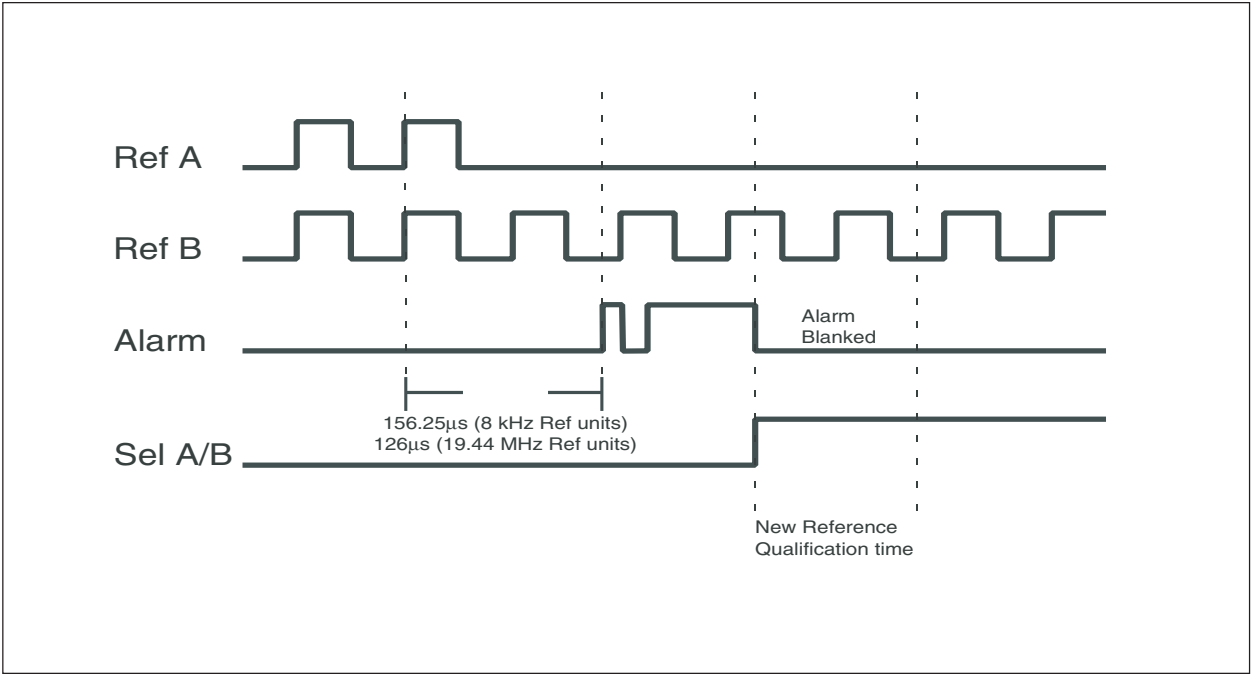 Ref A
Ref B
Alarm
Alarm
Blanked
156.25μs (8 kHz Ref units)
126μs (19.44 MHz Ref units)
Sel A/B
New Reference
Qualification time